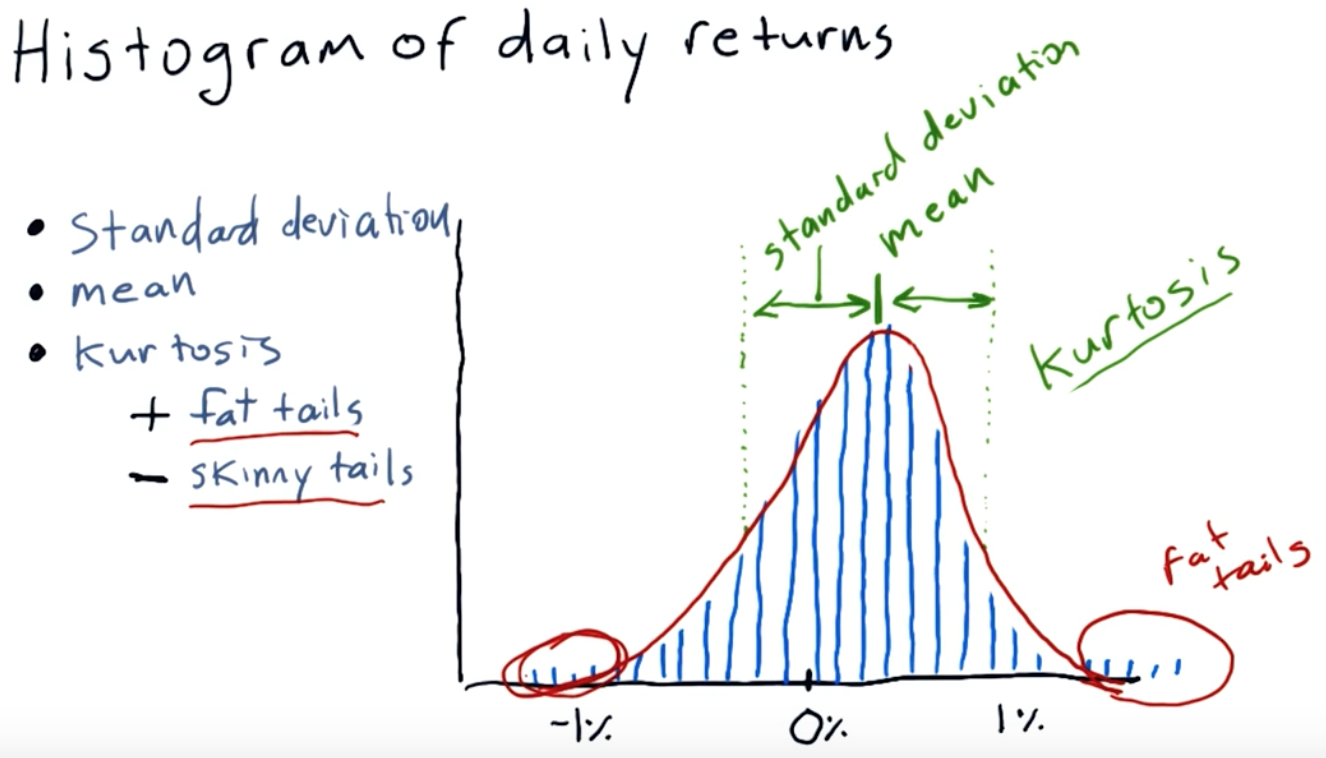 Histogram of daily returns
• Standard deviation
• mean
• Kurtosis
+ fat tails
- skinny tails
standard deviation
mean
Kurtosis
fat
tails
-1%
0%
1%